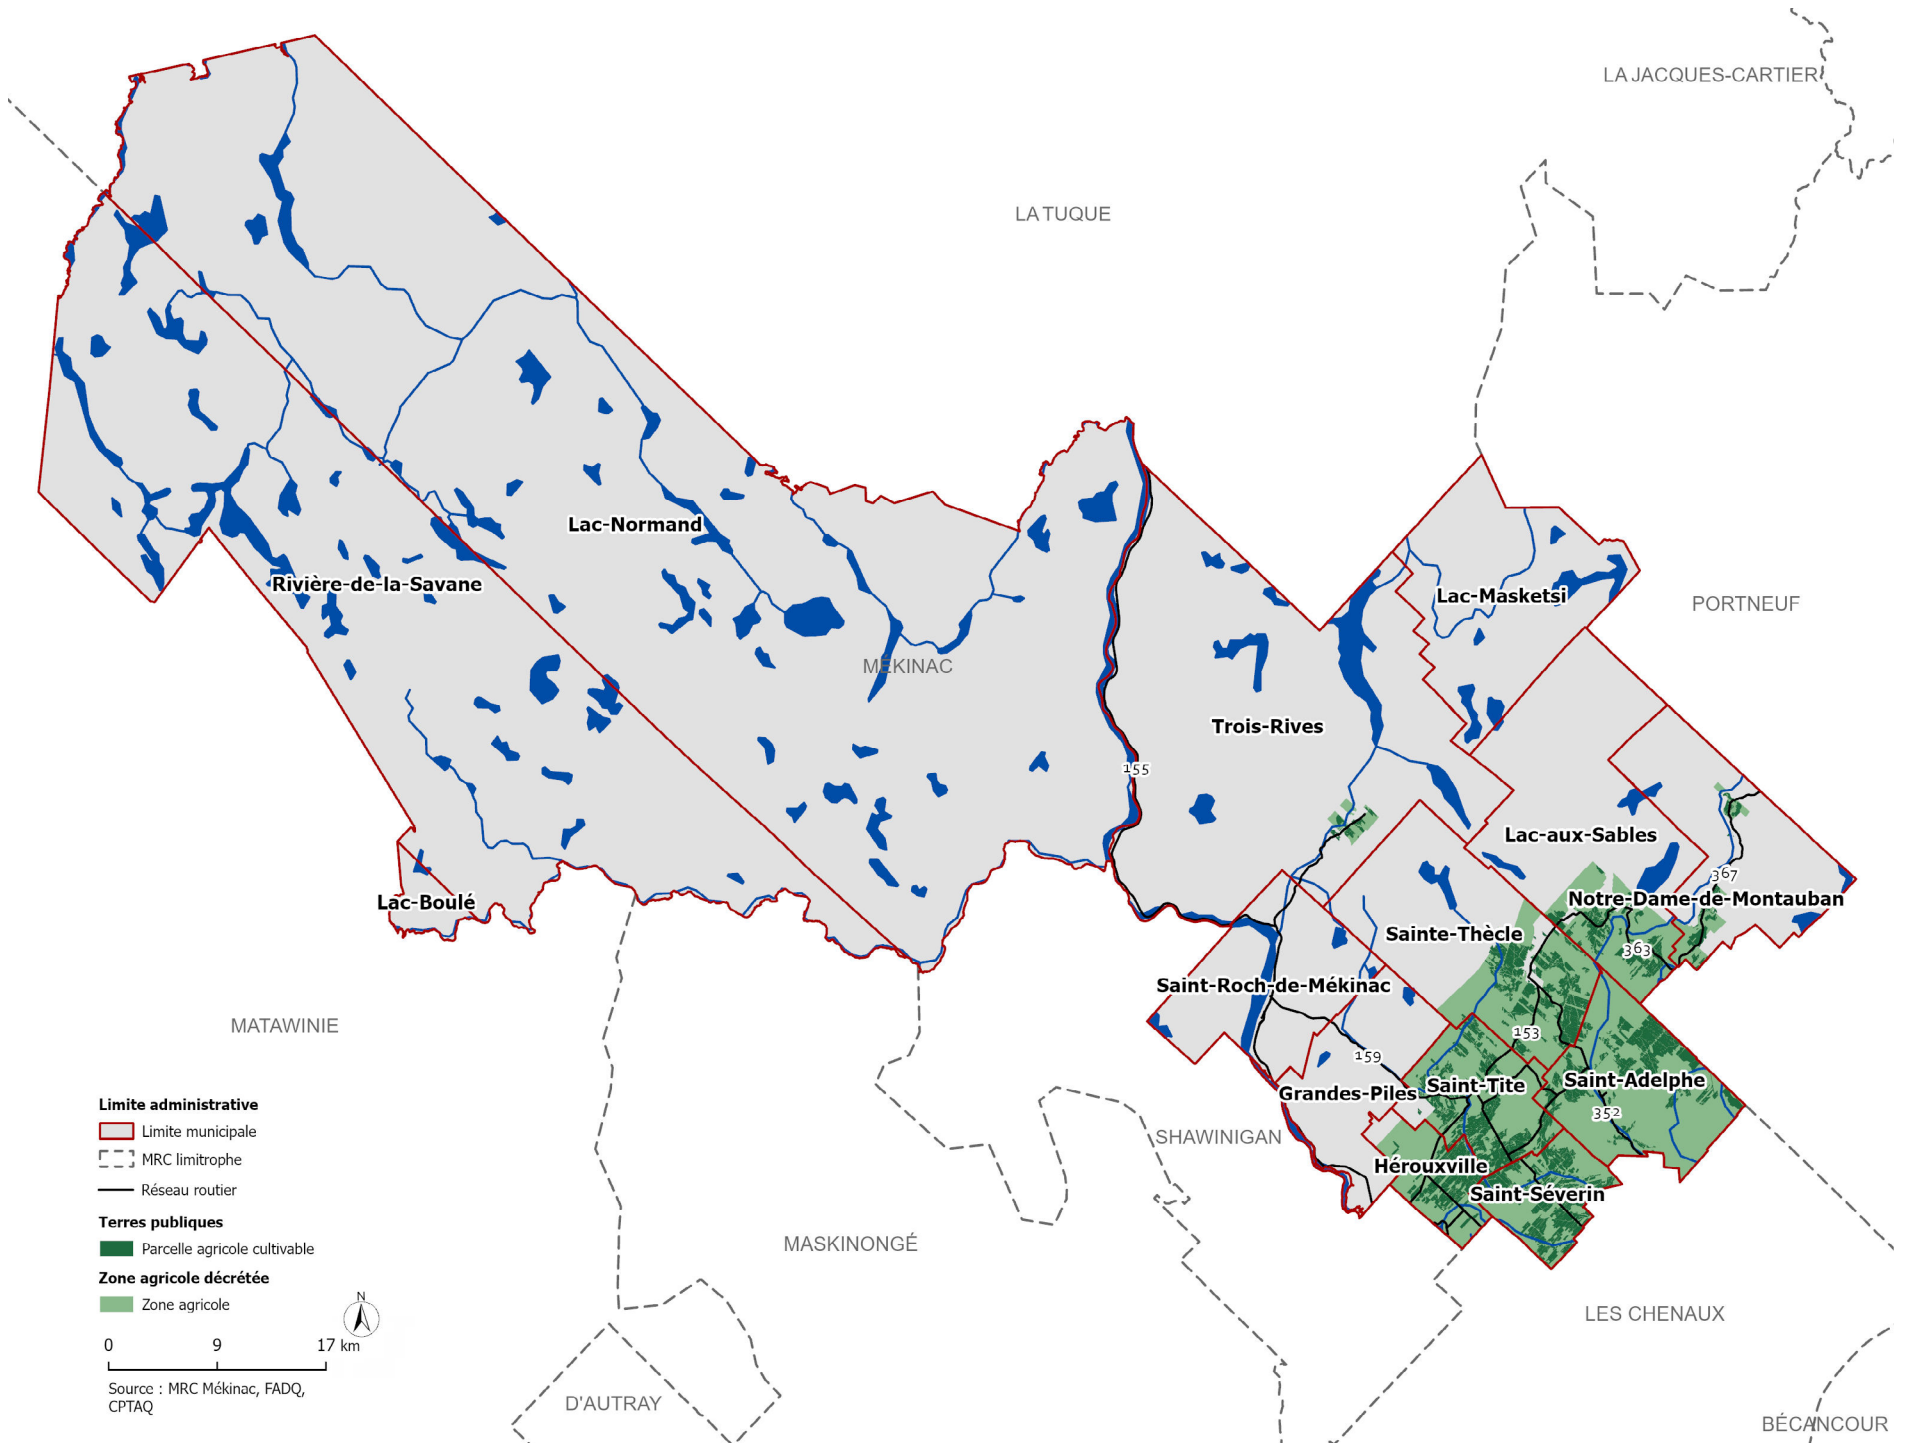 LA JACQUES-CARTIER
LA TUQUE
Lac-Normand
Rivière-de-la-Savane
Lac-Masketsi
PORTNEUF
MÉKINAC
Trois-Rives
155
Lac-aux-Sables
367
Lac-Boulé
Notre-Dame-de-Montauban
Sainte-Thècle
363
Saint-Roch-de-Mékinac
MATAWINIE
153
159
Grandes-Piles
Saint-Tite
Saint-Adelphe
352
SHAWINIGAN
Hérouxville
Saint-Séverin
MASKINONGÉ
LES CHENAUX
D'AUTRAY
BÉCANCOUR
Limite administrative
Limite municipale
MRC limitrophe
Réseau routier
Terres publiques
Parcelle agricole cultivable
Zone agricole décrétée
Zone agricole
N
0 9 17 km
Source : MRC Mékinac, FADQ,
CPTAQ